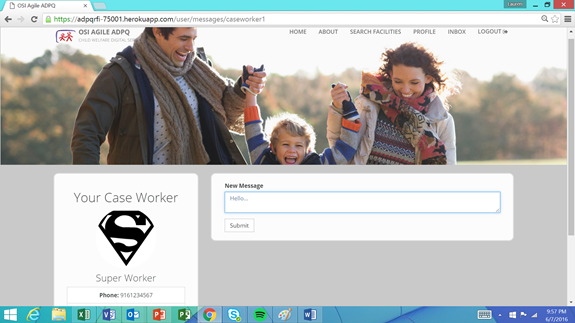 OSI Agile ADPQ
https://adpqrfi-75001.herokuapp.com/user/messages/caseworker1
OSI AGILE ADPQ
HOME ABOUT SEARCH FACILITIES PROFILE INBOX LOGOUT
CHILD WELFARE DIGITAL
Your Case Worker
S
Super Worker
Phone: 9161234567
New Message
Hello...
Submit
9:57 PM
6/7/2016